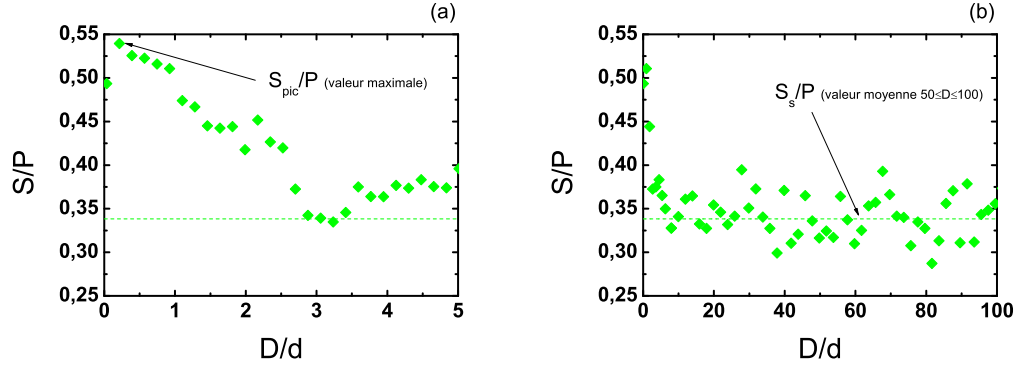 (a)
0,55
0,50
0,45
0,40
0,35
0,30
0,25
S/P
S_pic/P (valeur maximale)
0 1 2 3 4 5
D/d
(b)
0,55
0,50
0,45
0,40
0,35
0,30
0,25
S/P
S_s/P (valeur moyenne 50≤D≤100)
0 20 40 60 80 100
D/d